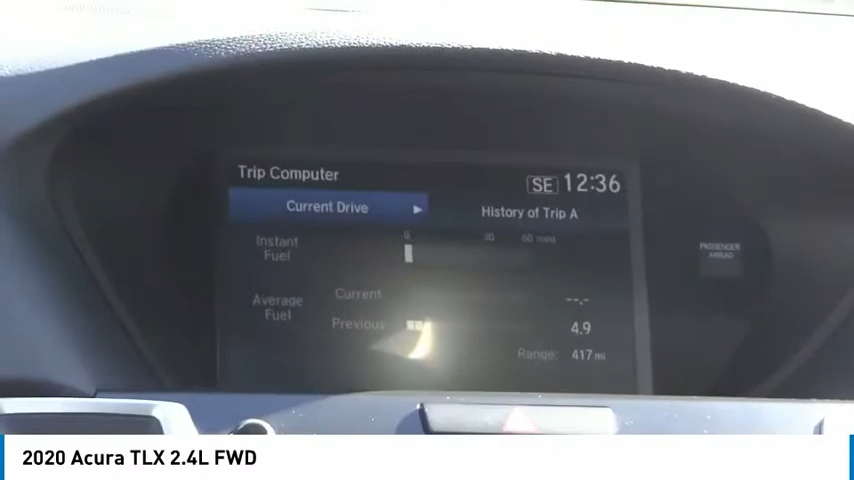 Trip Computer
SE 12:36
Current Drive
History of Trip A
0 30 60 mpg
Instant
Fuel
Average
Fuel
Current --.-
Previous 4.9
Range: 417 mi
PASSENGER
AIRBAG
2020 Acura TLX 2.4L FWD